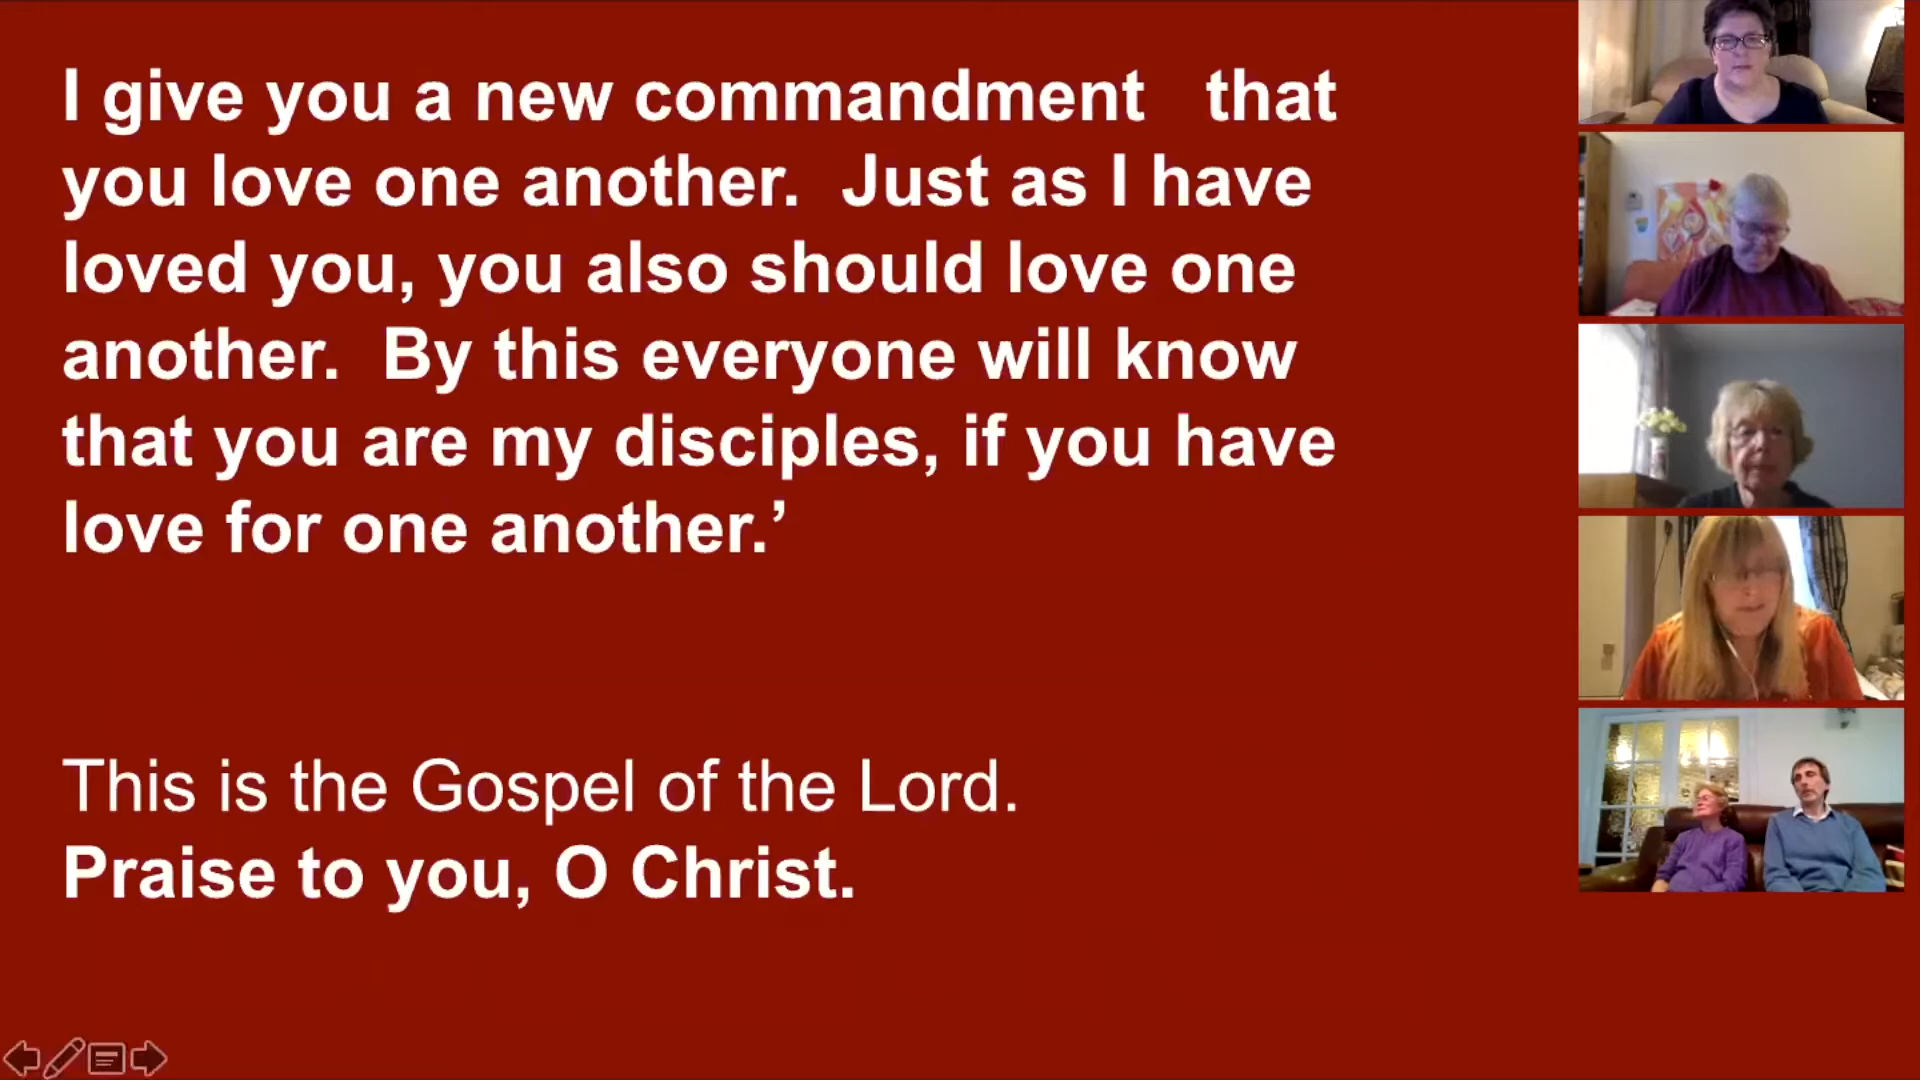 I give you a new commandment   that
you love one another.  Just as I have
loved you, you also should love one
another.  By this everyone will know
that you are my disciples, if you have
love for one another.’
This is the Gospel of the Lord.
Praise to you, O Christ.